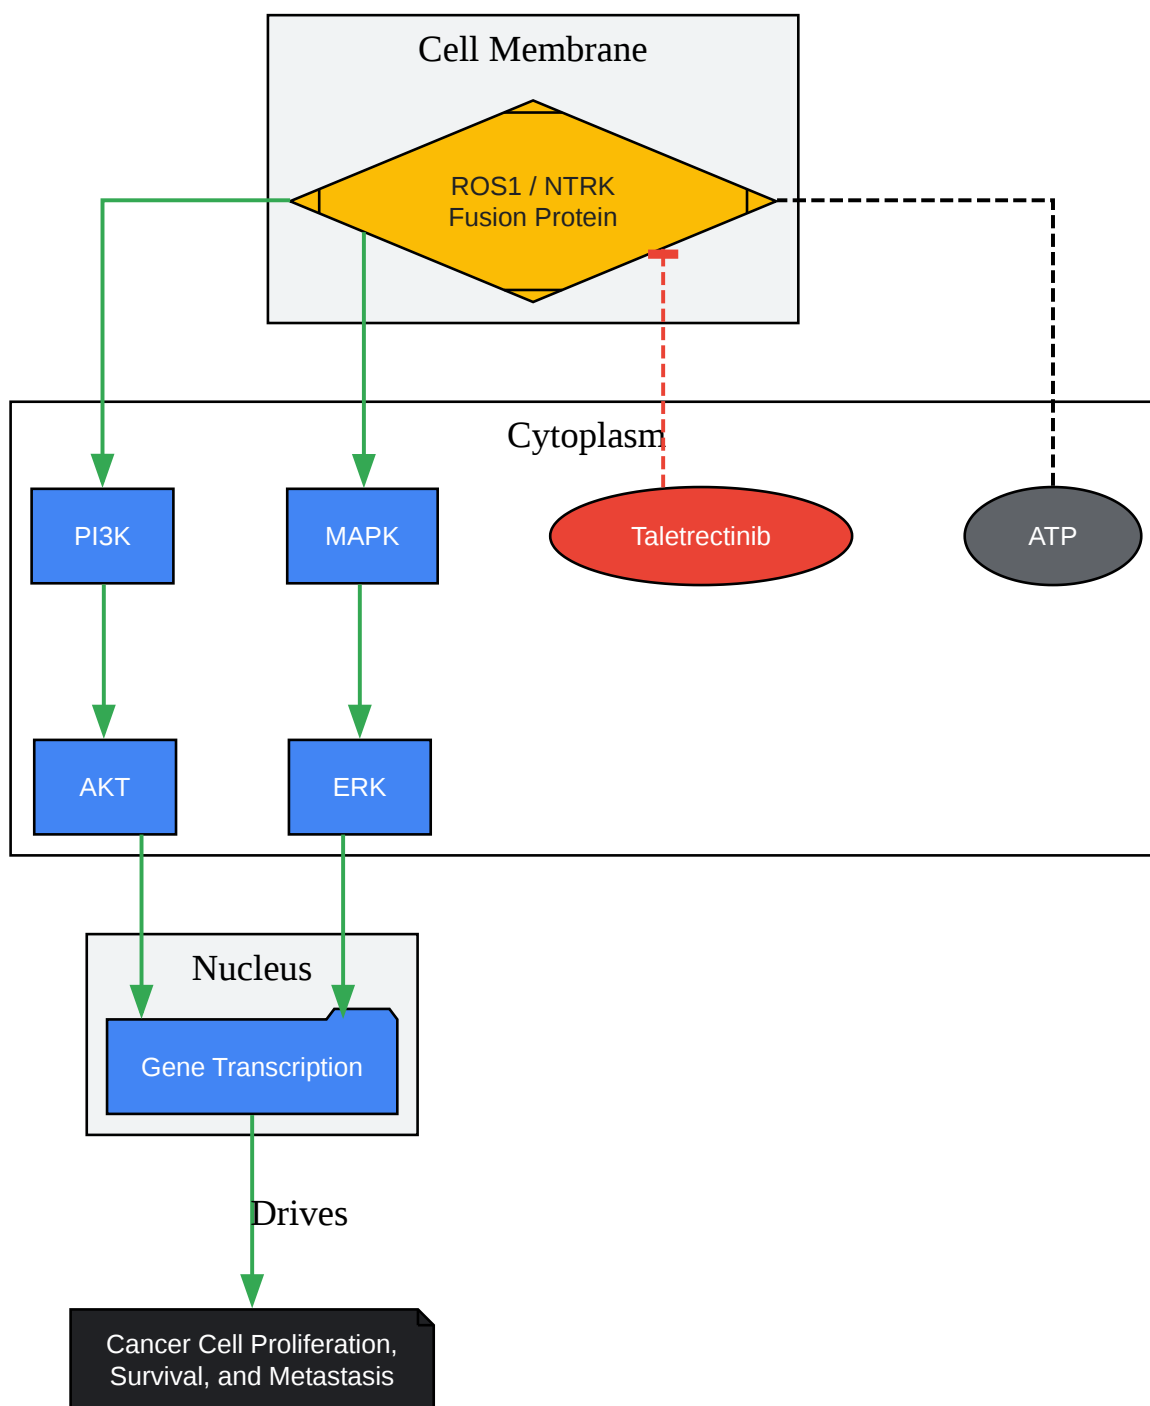 Cell Membrane
ROS1 / NTRK
Fusion Protein
Cytoplasm
PI3K
MAPK
Taletrectinib
ATP
AKT
ERK
Nucleus
Gene Transcription
Drives
Cancer Cell Proliferation,
Survival, and Metastasis